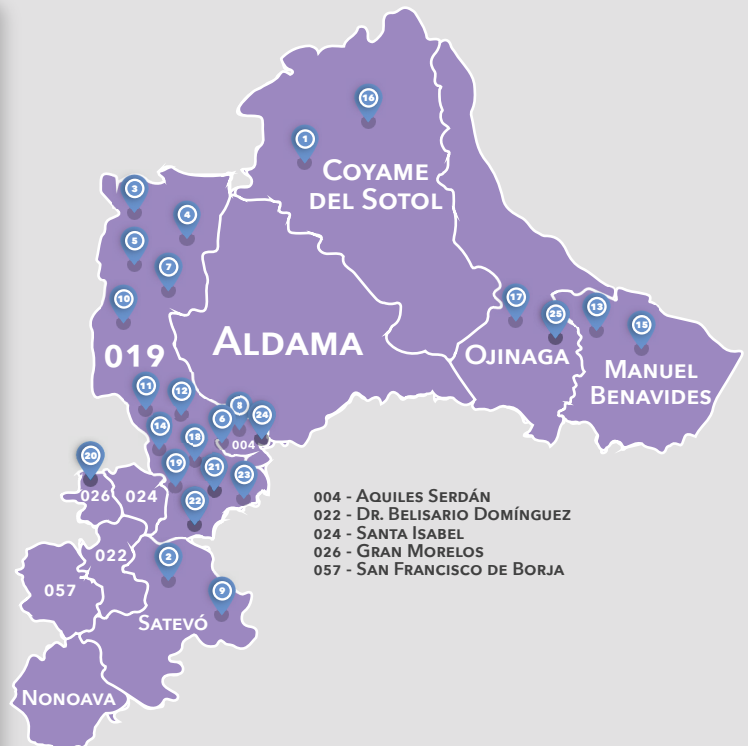 16
1
COYAME
DEL SOTOL
3
4
5
7
10
17
25
13
15
019
ALDAMA
OJINAGA
MANUEL
BENAVIDES
11
12
8
6
24
14
18
004
20
19
21
23
026
024
22
004 - AQUILES SERDÁN
022 - DR. BELISARIO DOMÍNGUEZ
024 - SANTA ISABEL
026 - GRAN MORELOS
057 - SAN FRANCISCO DE BORJA
022
2
057
9
SATEVÓ
NONOAVA